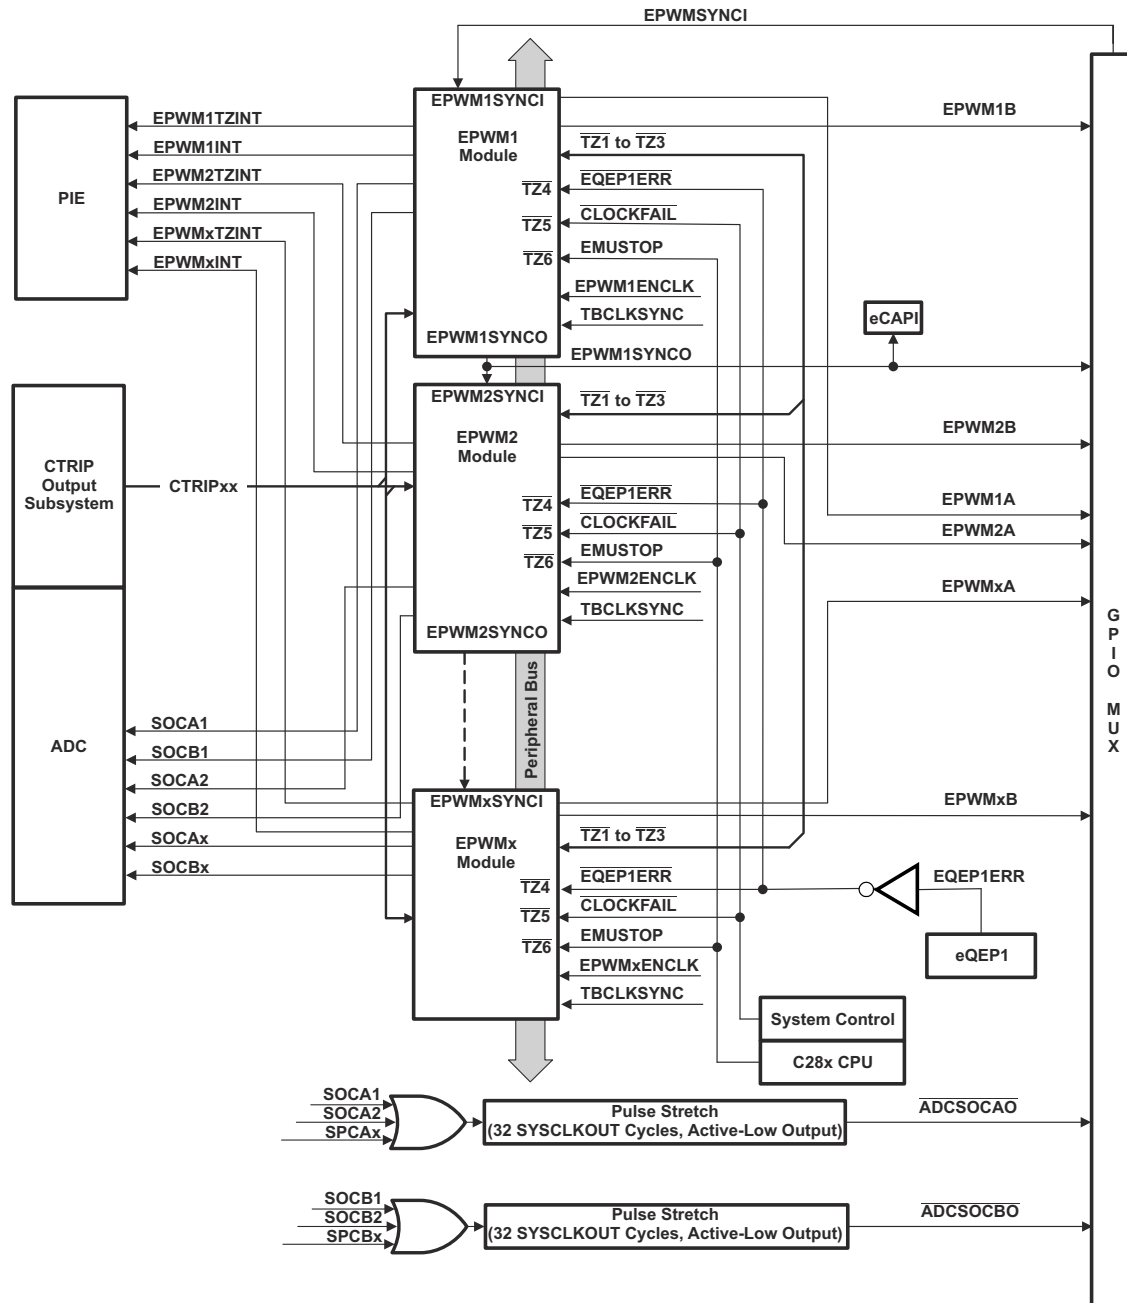 EPWMSYNCI
EPWM1SYNCI
EPWM1TZINT
EPWM1B
EPWM1
Module
TZ1 to TZ3
EPWM1INT
EPWM2TZINT
TZ4
EQEP1ERR
PIE
EPWM2INT
TZ5
CLOCKFAIL
EPWMxTZINT
TZ6
EMUSTOP
EPWMxINT
EPWM1ENCLK
TBCLKSYNC
eCAPI
EPWM1SYNCO
EPWM1SYNCO
EPWM2SYNCI
TZ1 to TZ3
EPWM2B
EPWM2
Module
CTRIP
Output
Subsystem
CTRIPxx
TZ4
EQEP1ERR
EPWM1A
TZ5
CLOCKFAIL
EPWM2A
TZ6
EMUSTOP
EPWM2ENCLK
EPWMxA
TBCLKSYNC
EPWM2SYNCO
GPIO MUX
Peripheral Bus
ADC
SOCA1
SOCB1
SOCA2
SOCB2
SOCAx
SOCBx
EPWMxSYNCI
EPWMxB
EPWMx
Module
TZ1 to TZ3
TZ4
EQEP1ERR
EQEP1ERR
TZ5
CLOCKFAIL
TZ6
EMUSTOP
eQEP1
EPWMxENCLK
TBCLKSYNC
System Control
C28x CPU
SOCA1
SOCA2
SPCAx
Pulse Stretch
(32 SYSCLKOUT Cycles, Active-Low Output)
ADCSOCAO
SOCB1
SOCB2
SPCBx
Pulse Stretch
(32 SYSCLKOUT Cycles, Active-Low Output)
ADCSOCBO